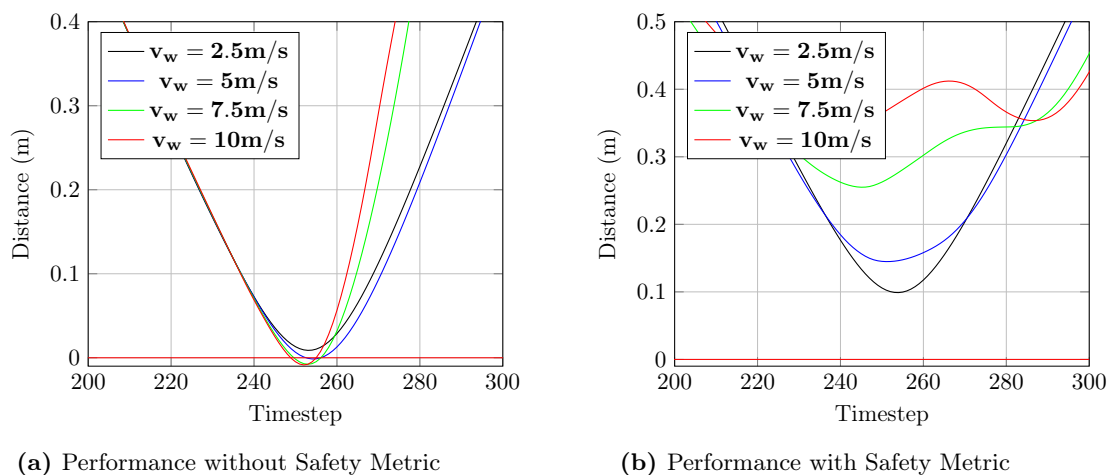 0.4
0.3
0.2
0.1
0
200
220
240
260
280
300
Distance (m)
Timestep
v_w = 2.5m/s
v_w = 5m/s
v_w = 7.5m/s
v_w = 10m/s
(a) Performance without Safety Metric
0.5
0.4
0.3
0.2
0.1
0
200
220
240
260
280
300
Distance (m)
Timestep
v_w = 2.5m/s
v_w = 5m/s
v_w = 7.5m/s
v_w = 10m/s
(b) Performance with Safety Metric